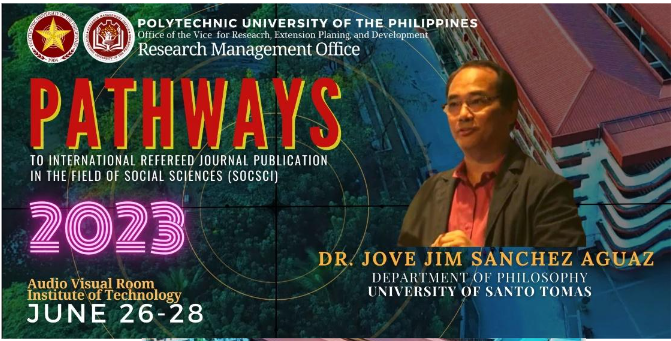 POLYTECHNIC UNIVERSITY OF THE PHILIPPINES
Office of the Vice for Research, Extension Planing, and Development
Research Management Office
PATHWAYS
TO INTERNATIONAL REFEREED JOURNAL PUBLICATION
IN THE FIELD OF SOCIAL SCIENCES (SOCSCI)
2023
DR. JOVE JIM SANCHEZ AGUAZ
DEPARTMENT OF PHILOSOPHY
UNIVERSITY OF SANTO TOMAS
Audio Visual Room
Institute of Technology
JUNE 26-28